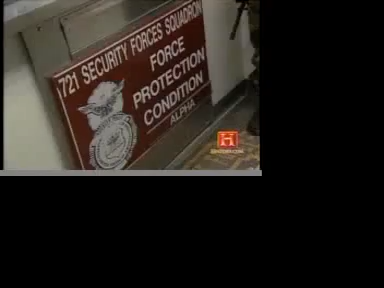 721 SECURITY FORCES SQUADRON
FORCE
PROTECTION
CONDITION
ALPHA
H